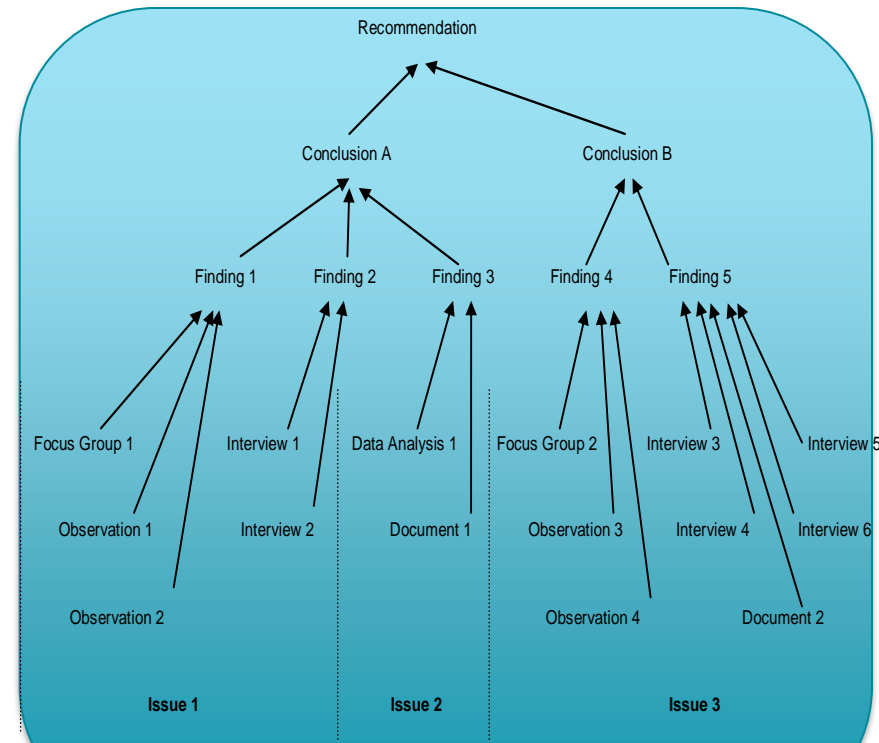 Recommendation
Conclusion A
Conclusion B
Finding 1
Finding 2
Finding 3
Finding 4
Finding 5
Focus Group 1
Interview 1
Data Analysis 1
Focus Group 2
Interview 3
Interview 5
Observation 1
Interview 2
Document 1
Observation 3
Interview 4
Interview 6
Observation 2
Observation 4
Document 2
Issue 1
Issue 2
Issue 3